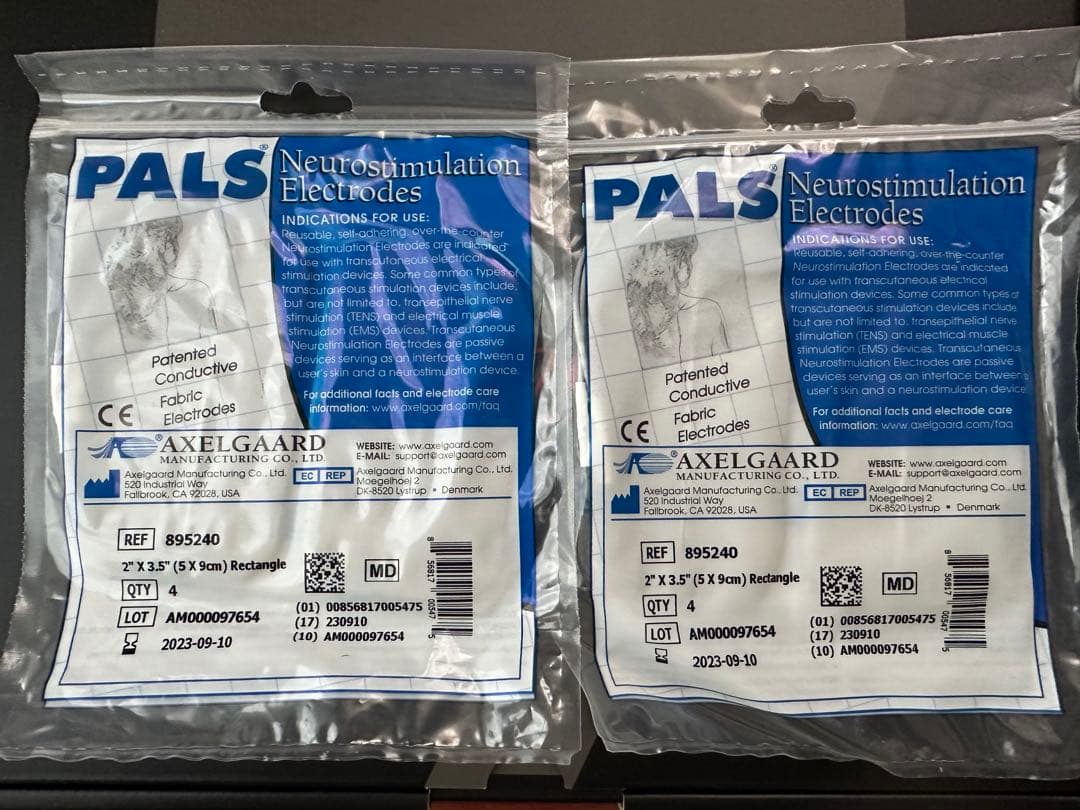 PALS®
Neurostimulation
Electrodes
INDICATIONS FOR USE:
Reusable, self-adhering, over-the-counter
Neurostimulation Electrodes are indicated
for use with transcutaneous electrical
stimulation devices. Some common types of
transcutaneous stimulation devices include,
but are not limited to, transepithelial nerve
stimulation (TENS) and electrical muscle
stimulation (EMS) devices. Transcutaneous
Neurostimulation Electrodes are passive
devices serving as an interface between a
user's skin and a neurostimulation device.
For additional facts and electrode care
information: www.axelgaard.com/faq
Patented
Conductive
Fabric
Electrodes
CE
®AXELGAARD
MANUFACTURING CO., LTD.
WEBSITE: www.axelgaard.com
E-MAIL: support@axelgaard.com
Axelgaard Manufacturing Co., Ltd.
520 Industrial Way
Fallbrook, CA 92028, USA
EC REP
Axelgaard Manufacturing Co., Ltd.
Moegelhoej 2
DK-8520 Lystrup • Denmark
REF 895240
2" X 3.5" (5 X 9cm) Rectangle
QTY 4
LOT AM000097654
2023-09-10
MD
(01) 00856817005475
(17) 230910
(10) AM000097654
8 56817 00547 5
PALS®
Neurostimulation
Electrodes
INDICATIONS FOR USE:
Reusable, self-adhering, over-the-counter
Neurostimulation Electrodes are indicated
for use with transcutaneous electrical
stimulation devices. Some common types of
transcutaneous stimulation devices include
but are not limited to, transepithelial nerve
stimulation (TENS) and electrical muscle
stimulation (EMS) devices. Transcutaneous
Neurostimulation Electrodes are passive
devices serving as an interface between a
user's skin and a neurostimulation device
For additional facts and electrode care
information: www.axelgaard.com/faq
Patented
Conductive
Fabric
Electrodes
CE
®AXELGAARD
MANUFACTURING CO., LTD.
WEBSITE: www.axelgaard.com
E-MAIL: support@axelgaard.com
Axelgaard Manufacturing Co., Ltd.
520 Industrial Way
Fallbrook, CA 92028, USA
EC REP
Axelgaard Manufacturing Co., Ltd.
Moegelhoej 2
DK-8520 Lystrup • Denmark
REF 895240
2" X 3.5" (5 X 9cm) Rectangle
QTY 4
LOT AM000097654
2023-09-10
MD
(01) 00856817005475
(17) 230910
(10) AM000097654
8 56817 00547 5